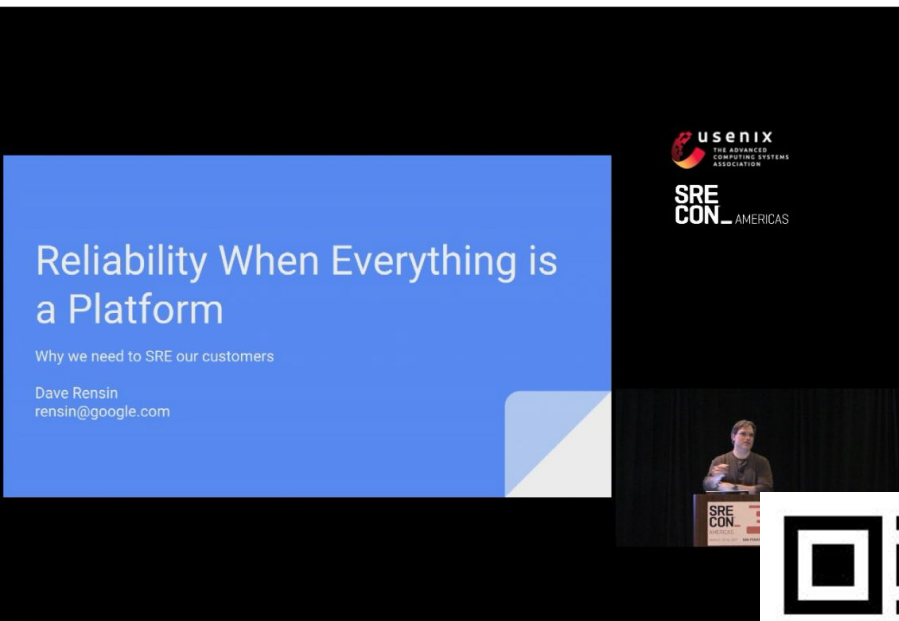 Reliability When Everything is
a Platform
Why we need to SRE our customers
Dave Rensin
rensin@google.com
usenix
THE ADVANCED
COMPUTING SYSTEMS
ASSOCIATION
SRE
CON_ AMERICAS
SRE
CON_
AMERICAS